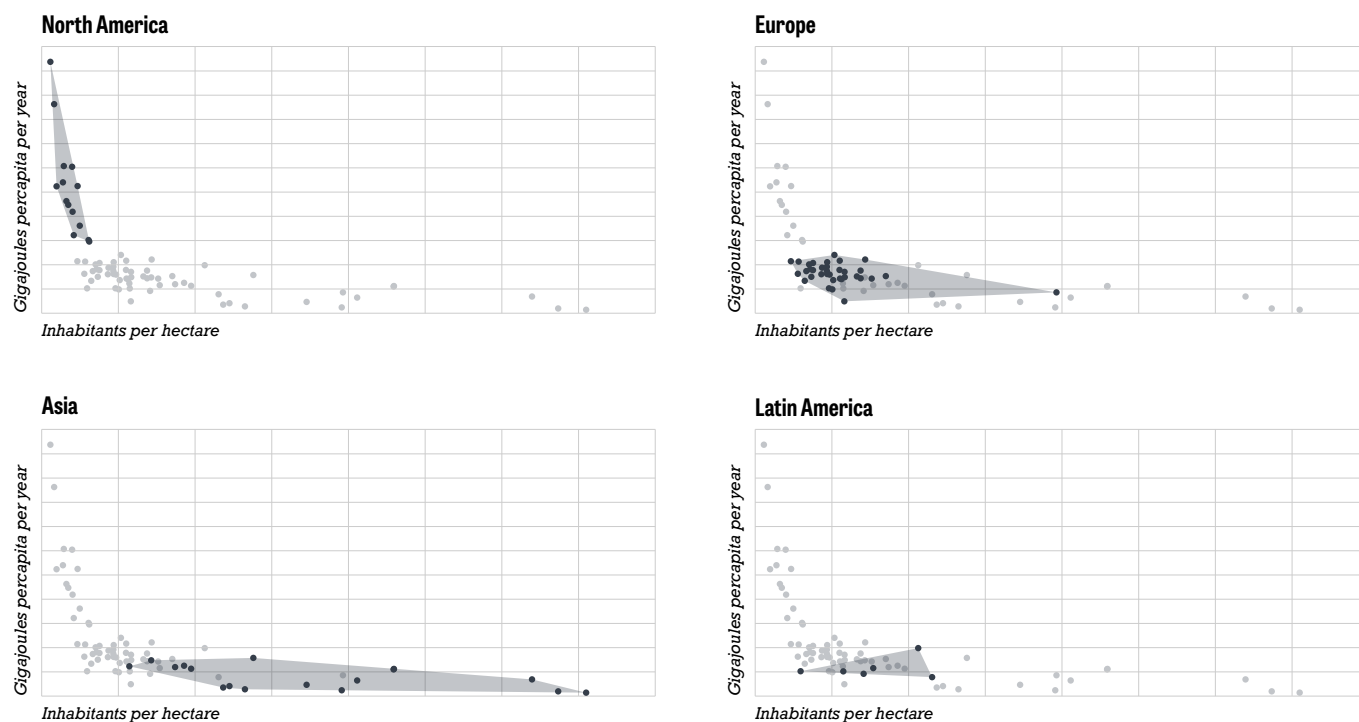 North America
Gigajoules percapita per year
Inhabitants per hectare
Europe
Gigajoules percapita per year
Inhabitants per hectare
Asia
Gigajoules percapita per year
Inhabitants per hectare
Latin America
Gigajoules percapita per year
Inhabitants per hectare